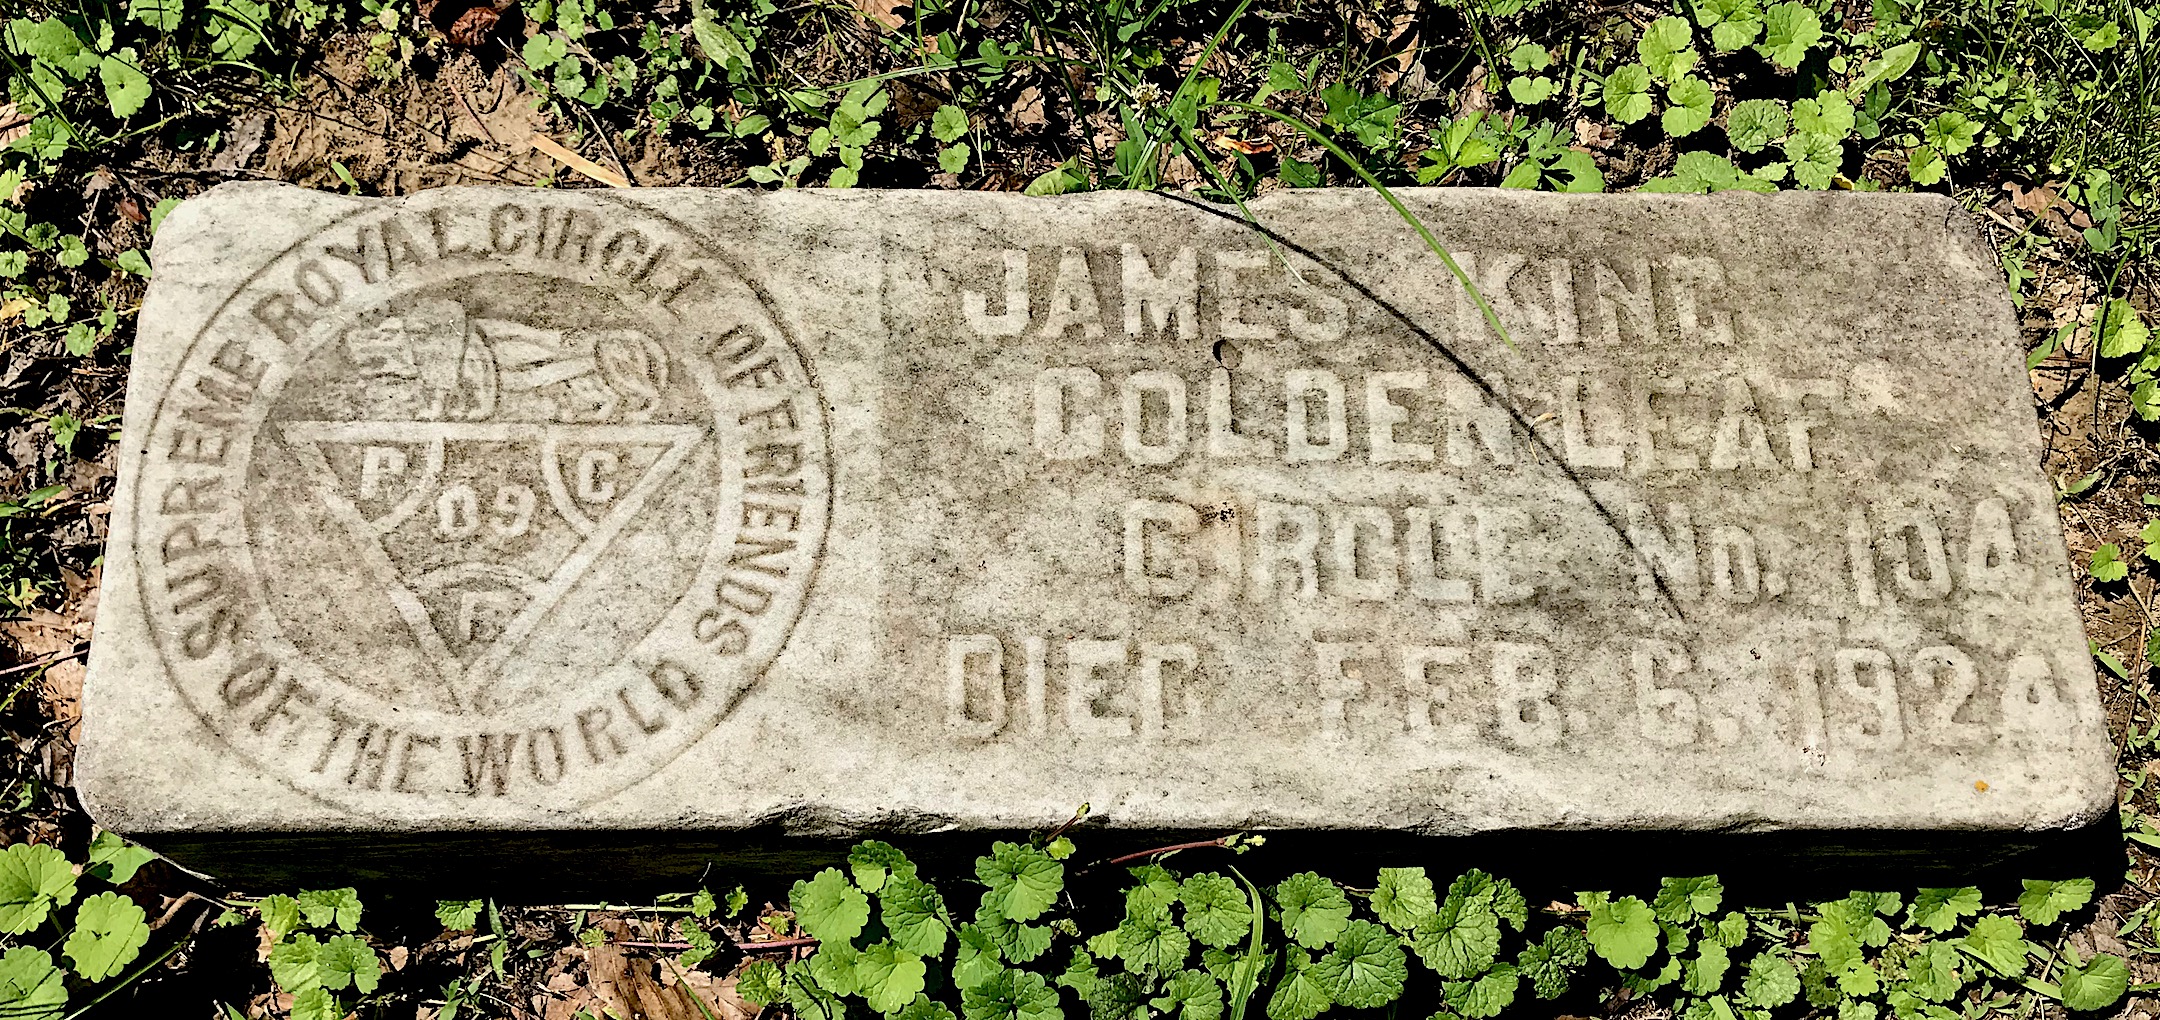 SUPREME ROYAL CIRCLE OF FRIENDS
OF THE WORLD
R C
09
F
JAMES KING
GOLDEN LEAF
CIRCLE No. 104
DIED FEB. 6, 1924